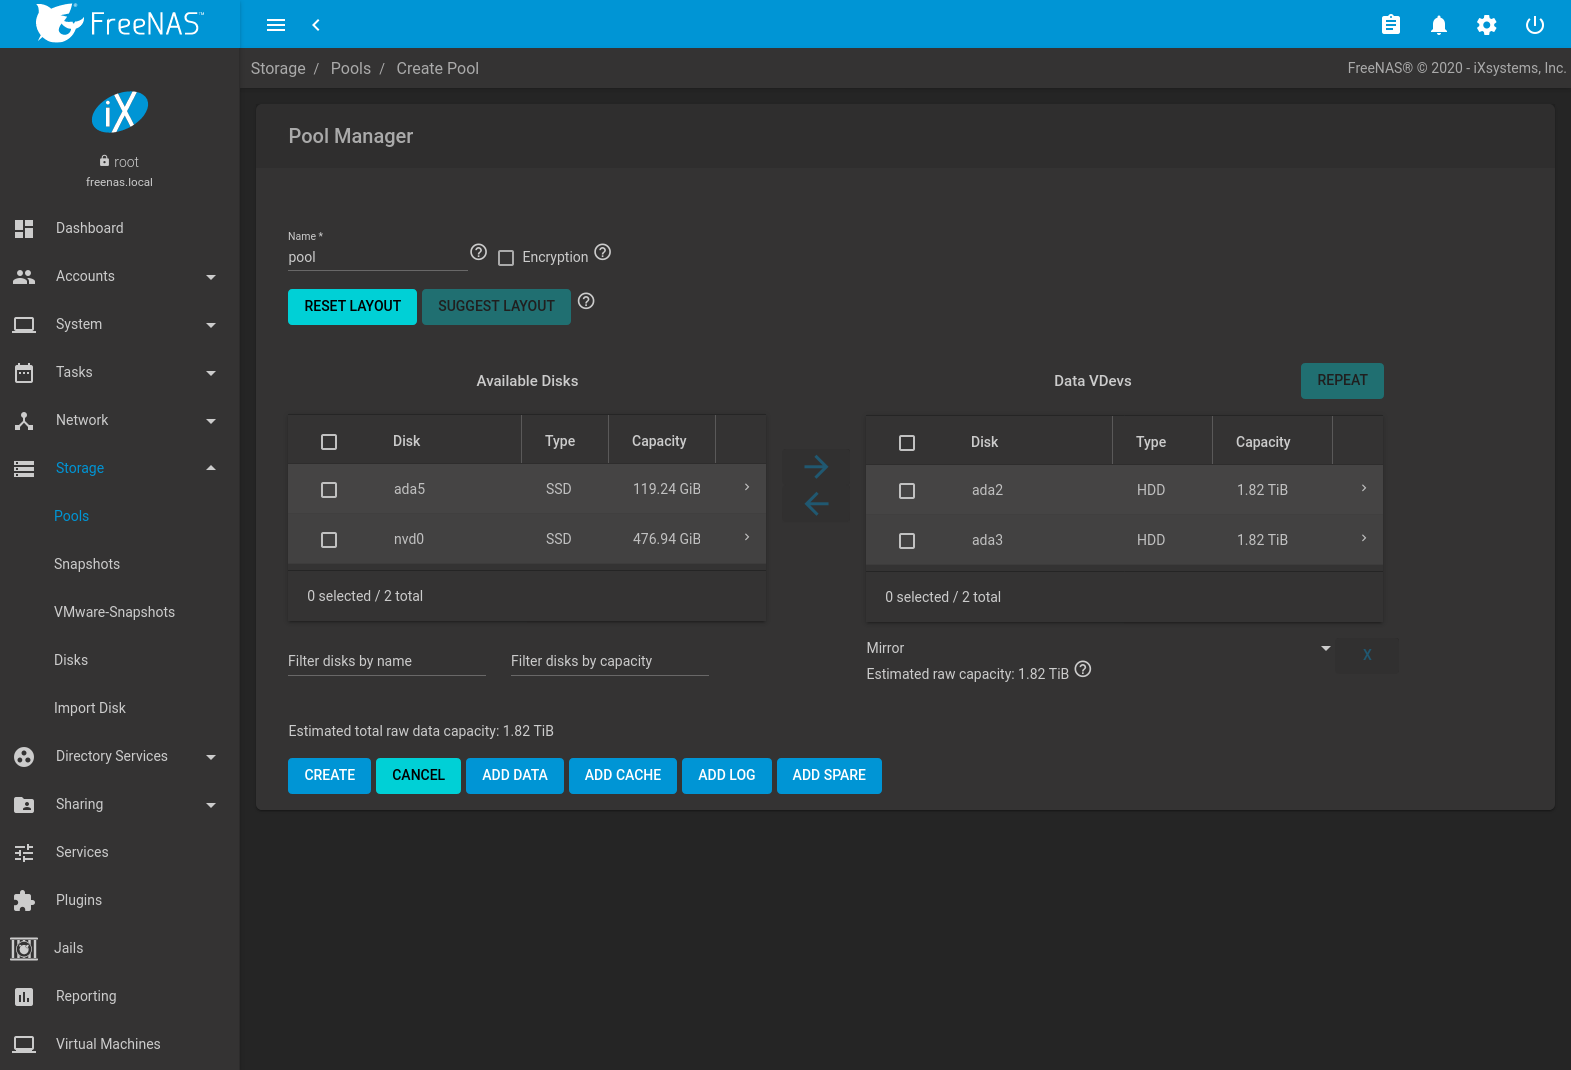 FreeNAS™
Storage / Pools / Create Pool
FreeNAS® © 2020 - iXsystems, Inc.
iX
root
freenas.local
Dashboard
Accounts
System
Tasks
Network
Storage
Pools
Snapshots
VMware-Snapshots
Disks
Import Disk
Directory Services
Sharing
Services
Plugins
Jails
Reporting
Virtual Machines
Pool Manager
Name *
pool
Encryption
RESET LAYOUT
SUGGEST LAYOUT
Available Disks
Disk Type Capacity
ada5 SSD 119.24 GiB
nvd0 SSD 476.94 GiB
0 selected / 2 total
Filter disks by name
Filter disks by capacity
Data VDevs
REPEAT
Disk Type Capacity
ada2 HDD 1.82 TiB
ada3 HDD 1.82 TiB
0 selected / 2 total
Mirror
X
Estimated raw capacity: 1.82 TiB
Estimated total raw data capacity: 1.82 TiB
CREATE
CANCEL
ADD DATA
ADD CACHE
ADD LOG
ADD SPARE